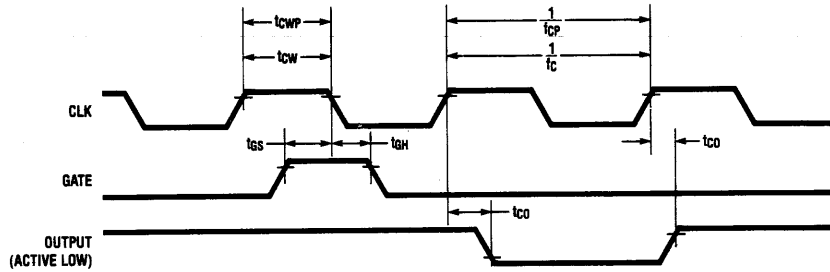 tCWP
1
fCP
tCW
1
fC
CLK
tGS
tGH
tCO
GATE
tCO
OUTPUT
(ACTIVE LOW)